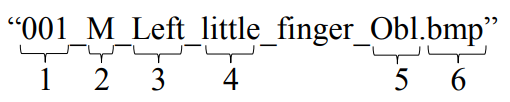 “001_M_Left_little_finger_Obl.bmp”
1 2 3 4 5 6